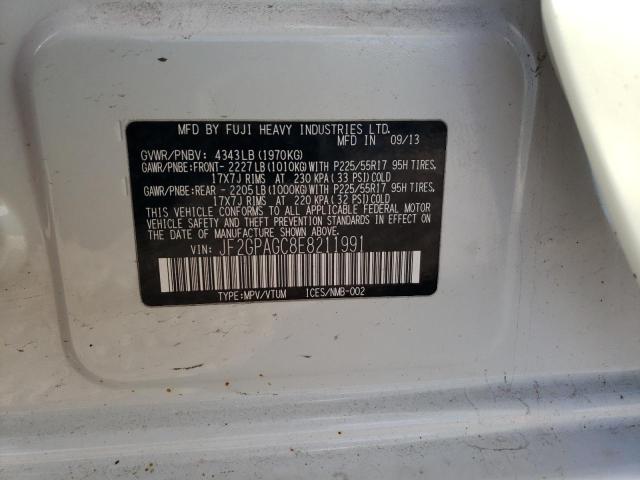 MFD BY FUJI HEAVY INDUSTRIES LTD.
MFD IN 09/13
GVWR/PNBV: 4343LB(1970KG)
GAWR/PNBE:FRONT- 2227LB(1010KG)WITH P225/55R17 95H TIRES,
17X7J RIMS AT 230 KPA(33 PSI)COLD
GAWR/PNBE:REAR - 2205LB(1000KG)WITH P225/55R17 95H TIRES,
17X7J RIMS AT 220 KPA(32 PSI)COLD
THIS VEHICLE CONFORMS TO ALL APPLICABLE FEDERAL MOTOR
VEHICLE SAFETY AND THEFT PREVENTION STANDARDS IN EFFECT
ON THE DATE OF MANUFACTURE SHOWN ABOVE.
VIN: JF2GPAGC8E8211991
TYPE:MPV/VTUM ICES/NMB-002